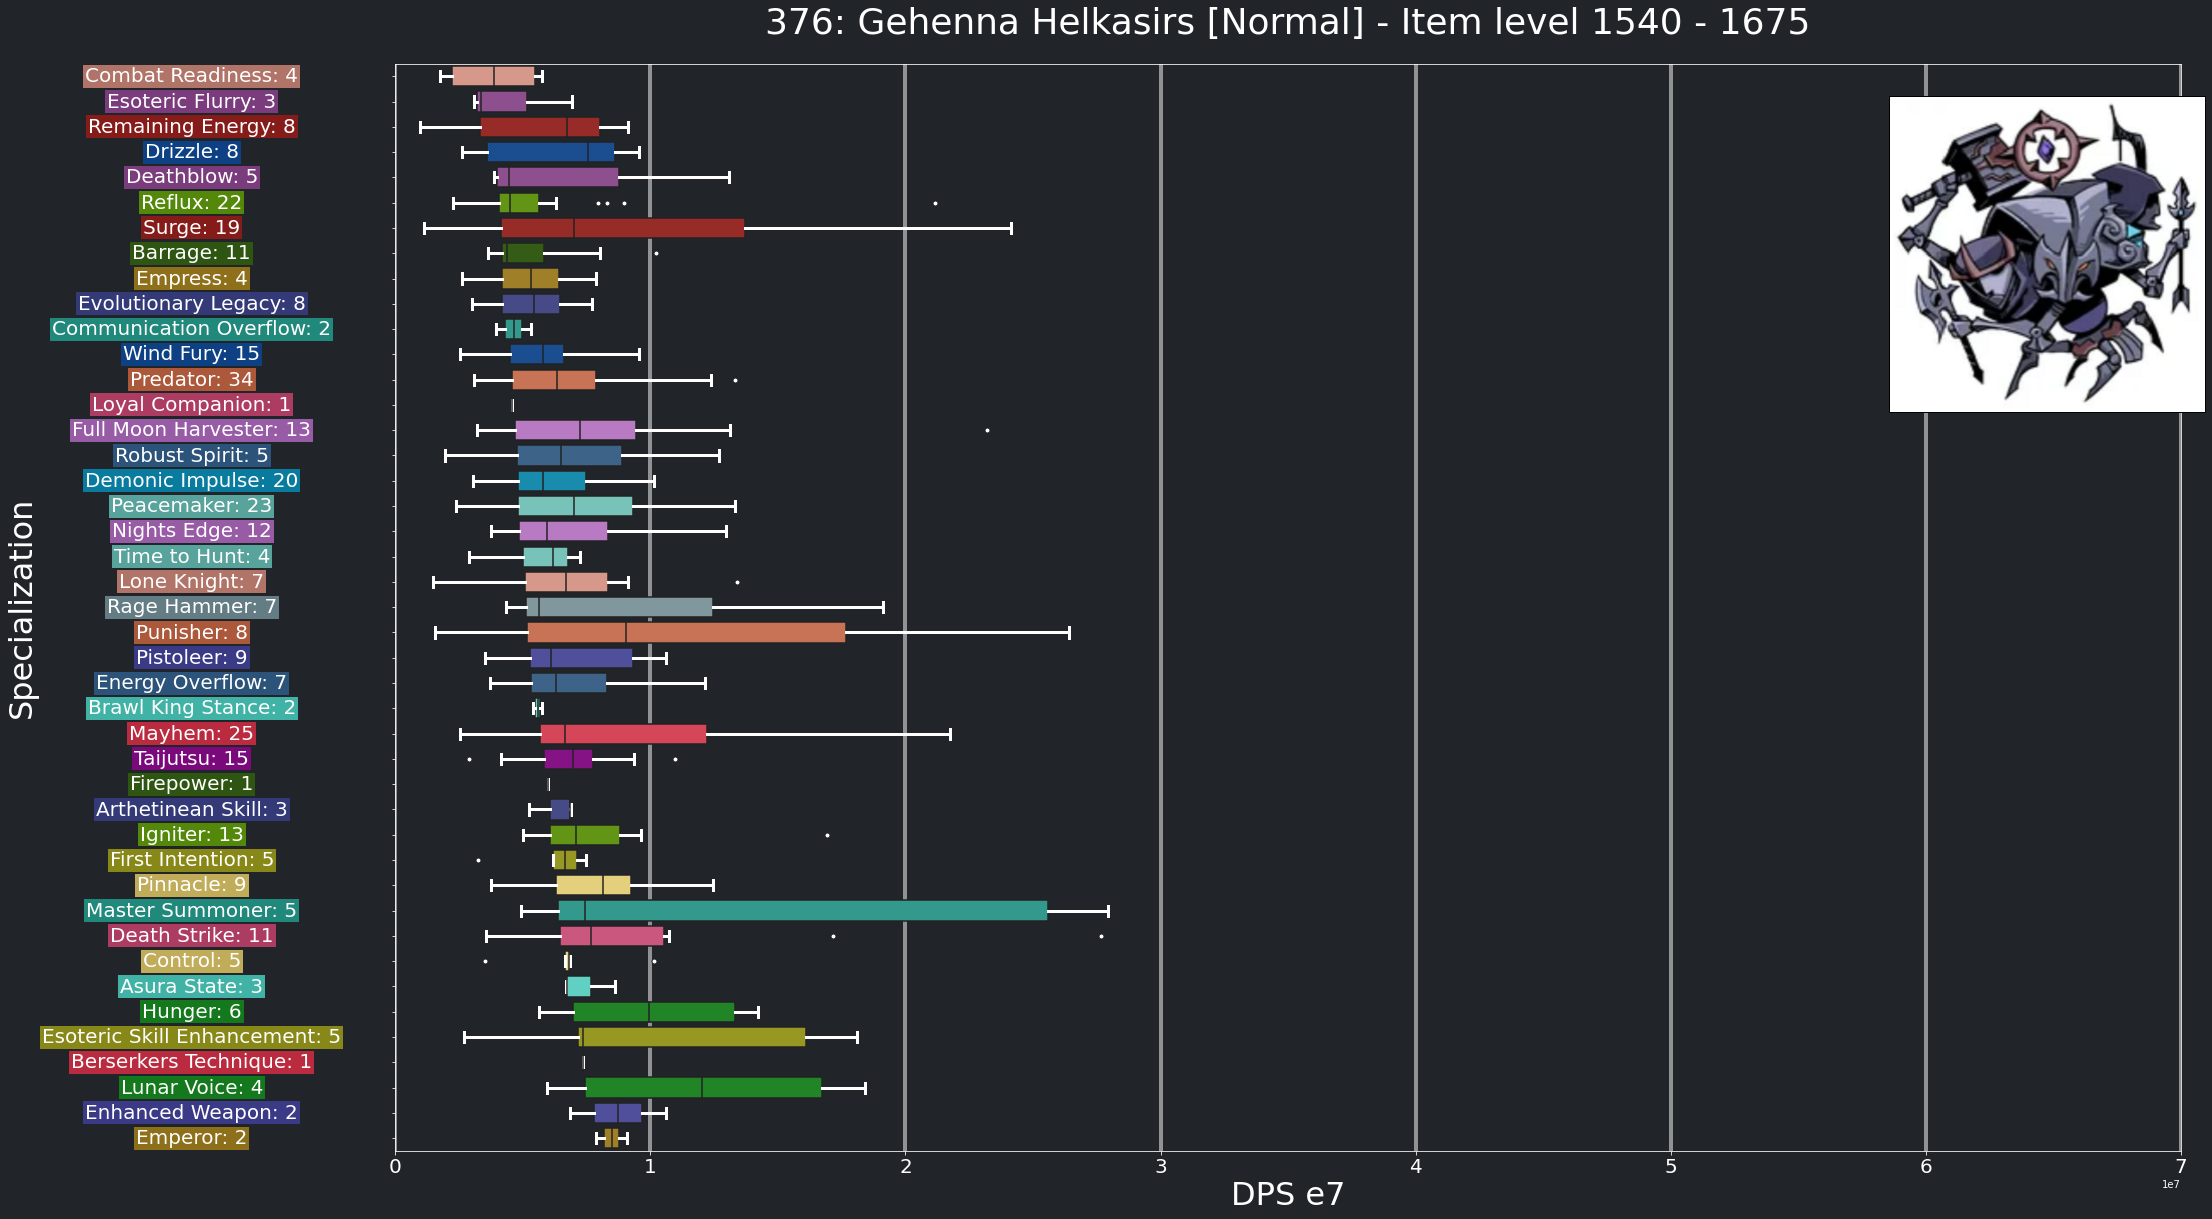 376: Gehenna Helkasirs [Normal] - Item level 1540 - 1675
Combat Readiness: 4
Esoteric Flurry: 3
Remaining Energy: 8
Drizzle: 8
Deathblow: 5
Reflux: 22
Surge: 19
Barrage: 11
Empress: 4
Evolutionary Legacy: 8
Communication Overflow: 2
Wind Fury: 15
Predator: 34
Loyal Companion: 1
Full Moon Harvester: 13
Robust Spirit: 5
Demonic Impulse: 20
Peacemaker: 23
Nights Edge: 12
Time to Hunt: 4
Lone Knight: 7
Rage Hammer: 7
Punisher: 8
Pistoleer: 9
Energy Overflow: 7
Brawl King Stance: 2
Mayhem: 25
Taijutsu: 15
Firepower: 1
Arthetinean Skill: 3
Igniter: 13
First Intention: 5
Pinnacle: 9
Master Summoner: 5
Death Strike: 11
Control: 5
Asura State: 3
Hunger: 6
Esoteric Skill Enhancement: 5
Berserkers Technique: 1
Lunar Voice: 4
Enhanced Weapon: 2
Emperor: 2
Specialization
0 1 2 3 4 5 6 7
1e7
DPS e7